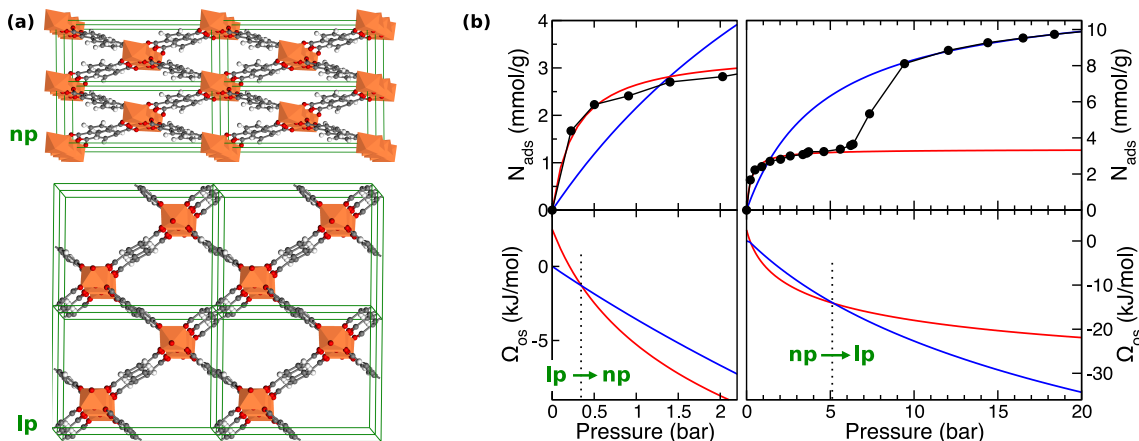 (a)
np
lp
(b)
N_ads (mmol/g)
4
3
2
1
0
10
8
6
4
2
0
N_ads (mmol/g)
Ω_os (kJ/mol)
0
-5
lp → np
0
0.5
1
1.5
2
Pressure (bar)
np → lp
0
-10
-20
-30
Ω_os (kJ/mol)
0
5
10
15
20
Pressure (bar)